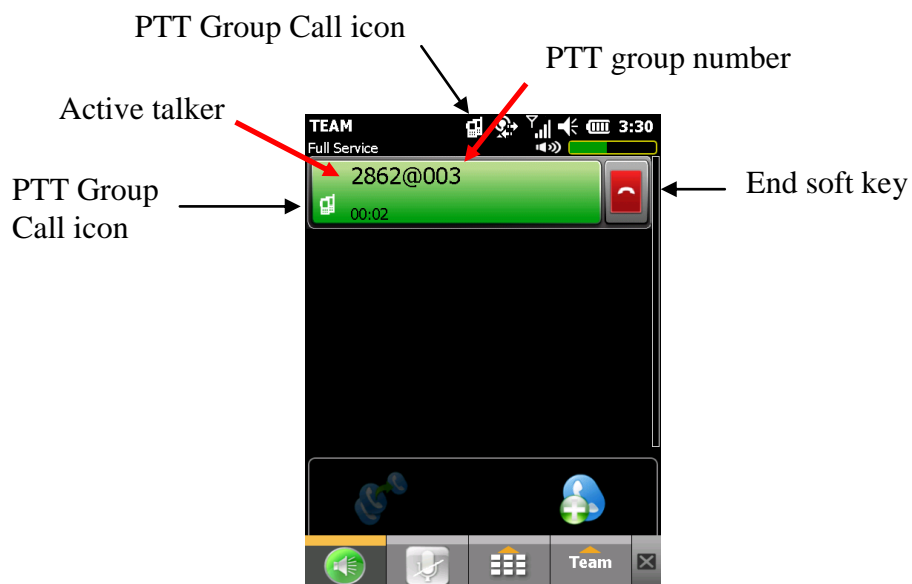 PTT Group Call icon
PTT group number
Active talker
TEAM
3:30
Full Service
2862@003
00:02
PTT Group
Call icon
End soft key
Team